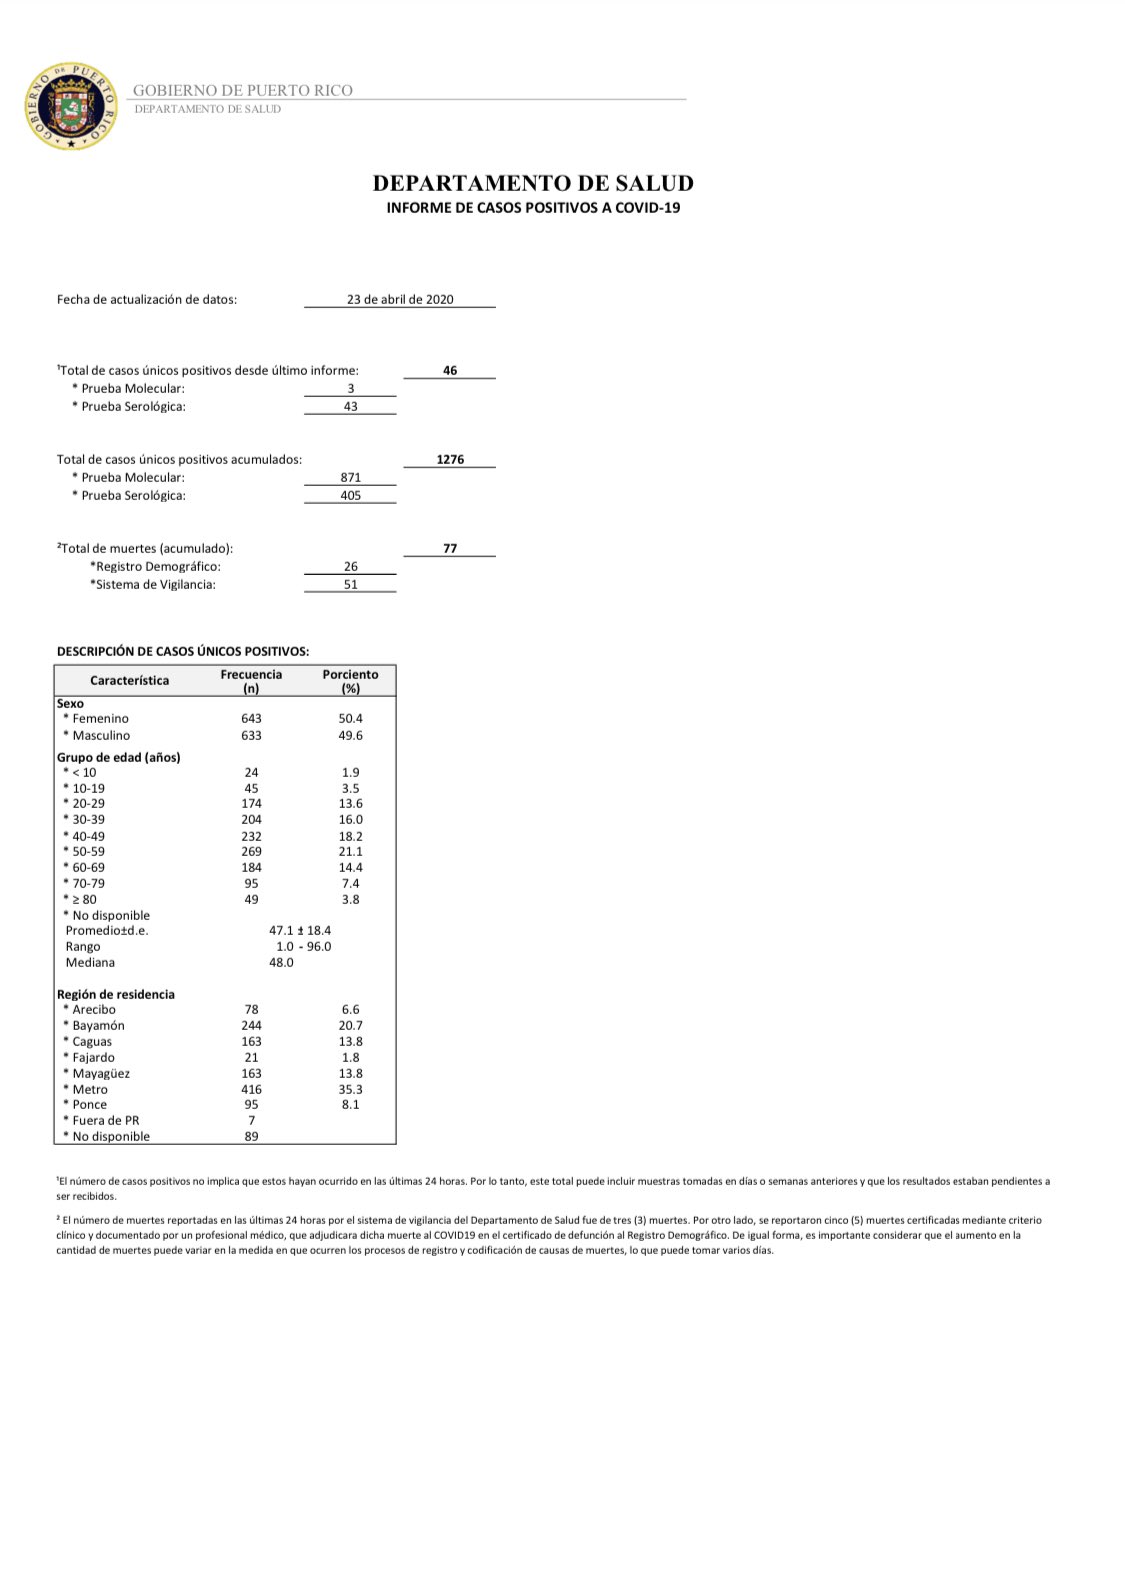 GOBIERNO DE PUERTO RICO
GOBIERNO DE PUERTO RICO
DEPARTAMENTO DE SALUD
DEPARTAMENTO DE SALUD
INFORME DE CASOS POSITIVOS A COVID-19
Fecha de actualización de datos: 23 de abril de 2020
¹Total de casos únicos positivos desde último informe: 46
* Prueba Molecular: 3
* Prueba Serológica: 43
Total de casos únicos positivos acumulados: 1276
* Prueba Molecular: 871
* Prueba Serológica: 405
²Total de muertes (acumulado): 77
*Registro Demográfico: 26
*Sistema de Vigilancia: 51
DESCRIPCIÓN DE CASOS ÚNICOS POSITIVOS:
Característica Frecuencia (n) Porciento (%)
Sexo
* Femenino 643 50.4
* Masculino 633 49.6
Grupo de edad (años)
* < 10 24 1.9
* 10-19 45 3.5
* 20-29 174 13.6
* 30-39 204 16.0
* 40-49 232 18.2
* 50-59 269 21.1
* 60-69 184 14.4
* 70-79 95 7.4
* ≥ 80 49 3.8
* No disponible
Promedio±d.e. 47.1 ± 18.4
Rango 1.0 - 96.0
Mediana 48.0
Región de residencia
* Arecibo 78 6.6
* Bayamón 244 20.7
* Caguas 163 13.8
* Fajardo 21 1.8
* Mayagüez 163 13.8
* Metro 416 35.3
* Ponce 95 8.1
* Fuera de PR 7
* No disponible 89
¹El número de casos positivos no implica que estos hayan ocurrido en las últimas 24 horas. Por lo tanto, este total puede incluir muestras tomadas en días o semanas anteriores y que los resultados estaban pendientes a
ser recibidos.
² El número de muertes reportadas en las últimas 24 horas por el sistema de vigilancia del Departamento de Salud fue de tres (3) muertes. Por otro lado, se reportaron cinco (5) muertes certificadas mediante criterio
clínico y documentado por un profesional médico, que adjudicara dicha muerte al COVID19 en el certificado de defunción al Registro Demográfico. De igual forma, es importante considerar que el aumento en la
cantidad de muertes puede variar en la medida en que ocurren los procesos de registro y codificación de causas de muertes, lo que puede tomar varios días.